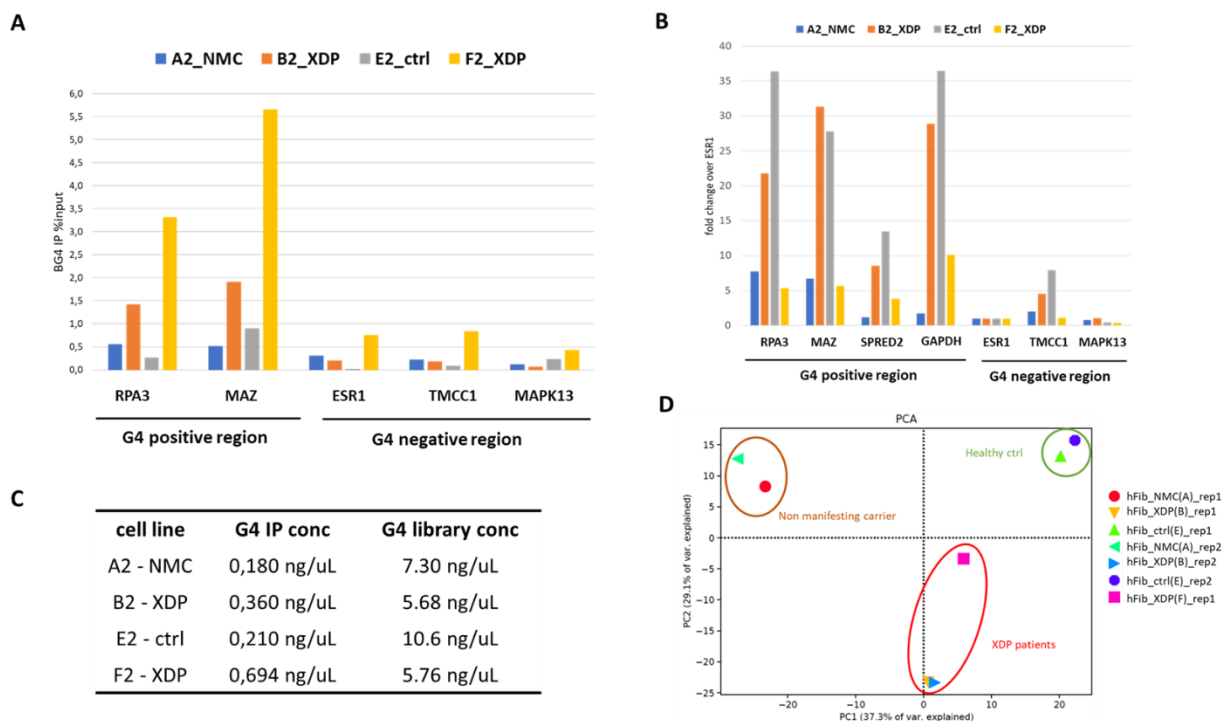 A
A2_NMC B2_XDP E2_ctrl F2_XDP
6,0
5,5
5,0
4,5
4,0
3,5
3,0
2,5
2,0
1,5
1,0
0,5
0,0
BG4 IP %input
RPA3 MAZ ESR1 TMCC1 MAPK13
G4 positive region G4 negative region
B
A2_NMC B2_XDP E2_ctrl F2_XDP
40
35
30
25
20
15
10
5
0
fold change over ESR1
RPA3 MAZ SPRED2 GAPDH ESR1 TMCC1 MAPK13
G4 positive region G4 negative region
C
cell line G4 IP conc G4 library conc
A2 - NMC 0,180 ng/uL 7.30 ng/uL
B2 - XDP 0,360 ng/uL 5.68 ng/uL
E2 - ctrl 0,210 ng/uL 10.6 ng/uL
F2 - XDP 0,694 ng/uL 5.76 ng/uL
D
PCA
15
10
5
0
−5
−10
−15
−20
−25
PC2 (29.1% of var. explained)
Healthy ctrl
Non manifesting carrier
XDP patients
−20 −10 0 10 20
PC1 (37.3% of var. explained)
hFib_NMC(A)_rep1
hFib_XDP(B)_rep1
hFib_ctrl(E)_rep1
hFib_NMC(A)_rep2
hFib_XDP(B)_rep2
hFib_ctrl(E)_rep2
hFib_XDP(F)_rep1